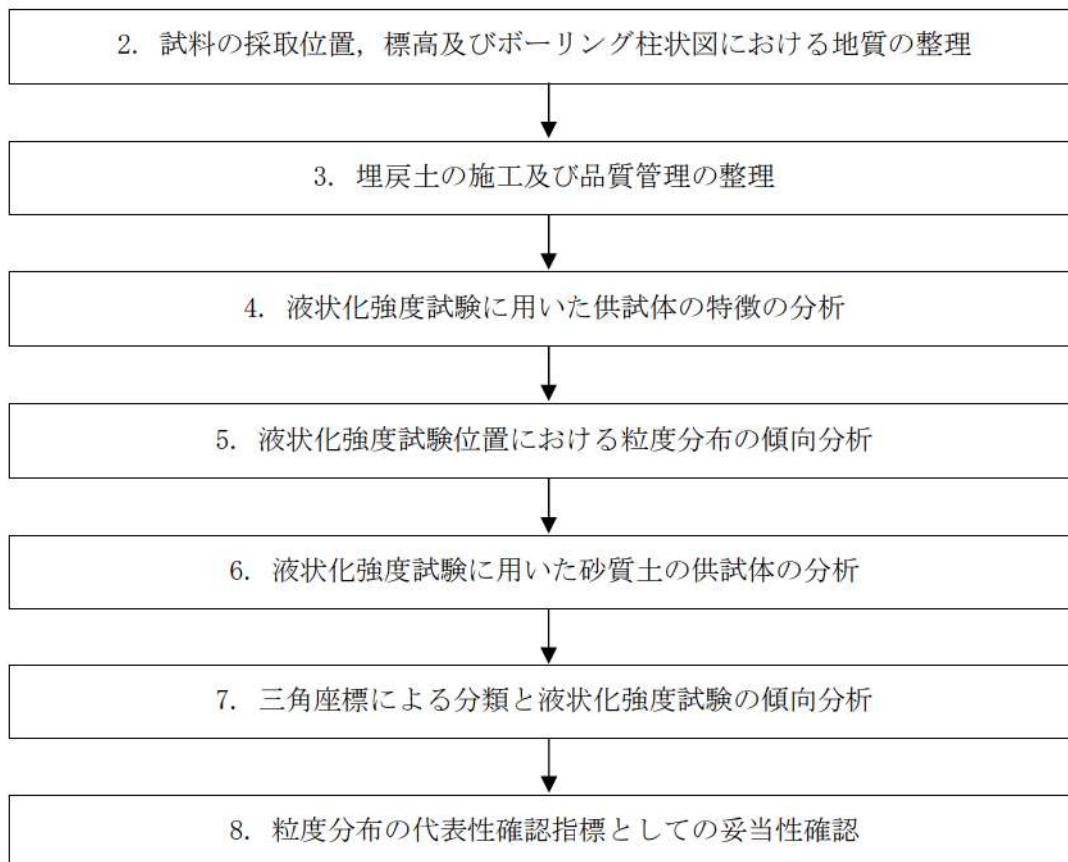 2. 試料の採取位置，標高及びボーリング柱状図における地質の整理
3. 埋戻土の施工及び品質管理の整理
4. 液状化強度試験に用いた供試体の特徴の分析
5. 液状化強度試験位置における粒度分布の傾向分析
6. 液状化強度試験に用いた砂質土の供試体の分析
7. 三角座標による分類と液状化強度試験の傾向分析
8. 粒度分布の代表性確認指標としての妥当性確認